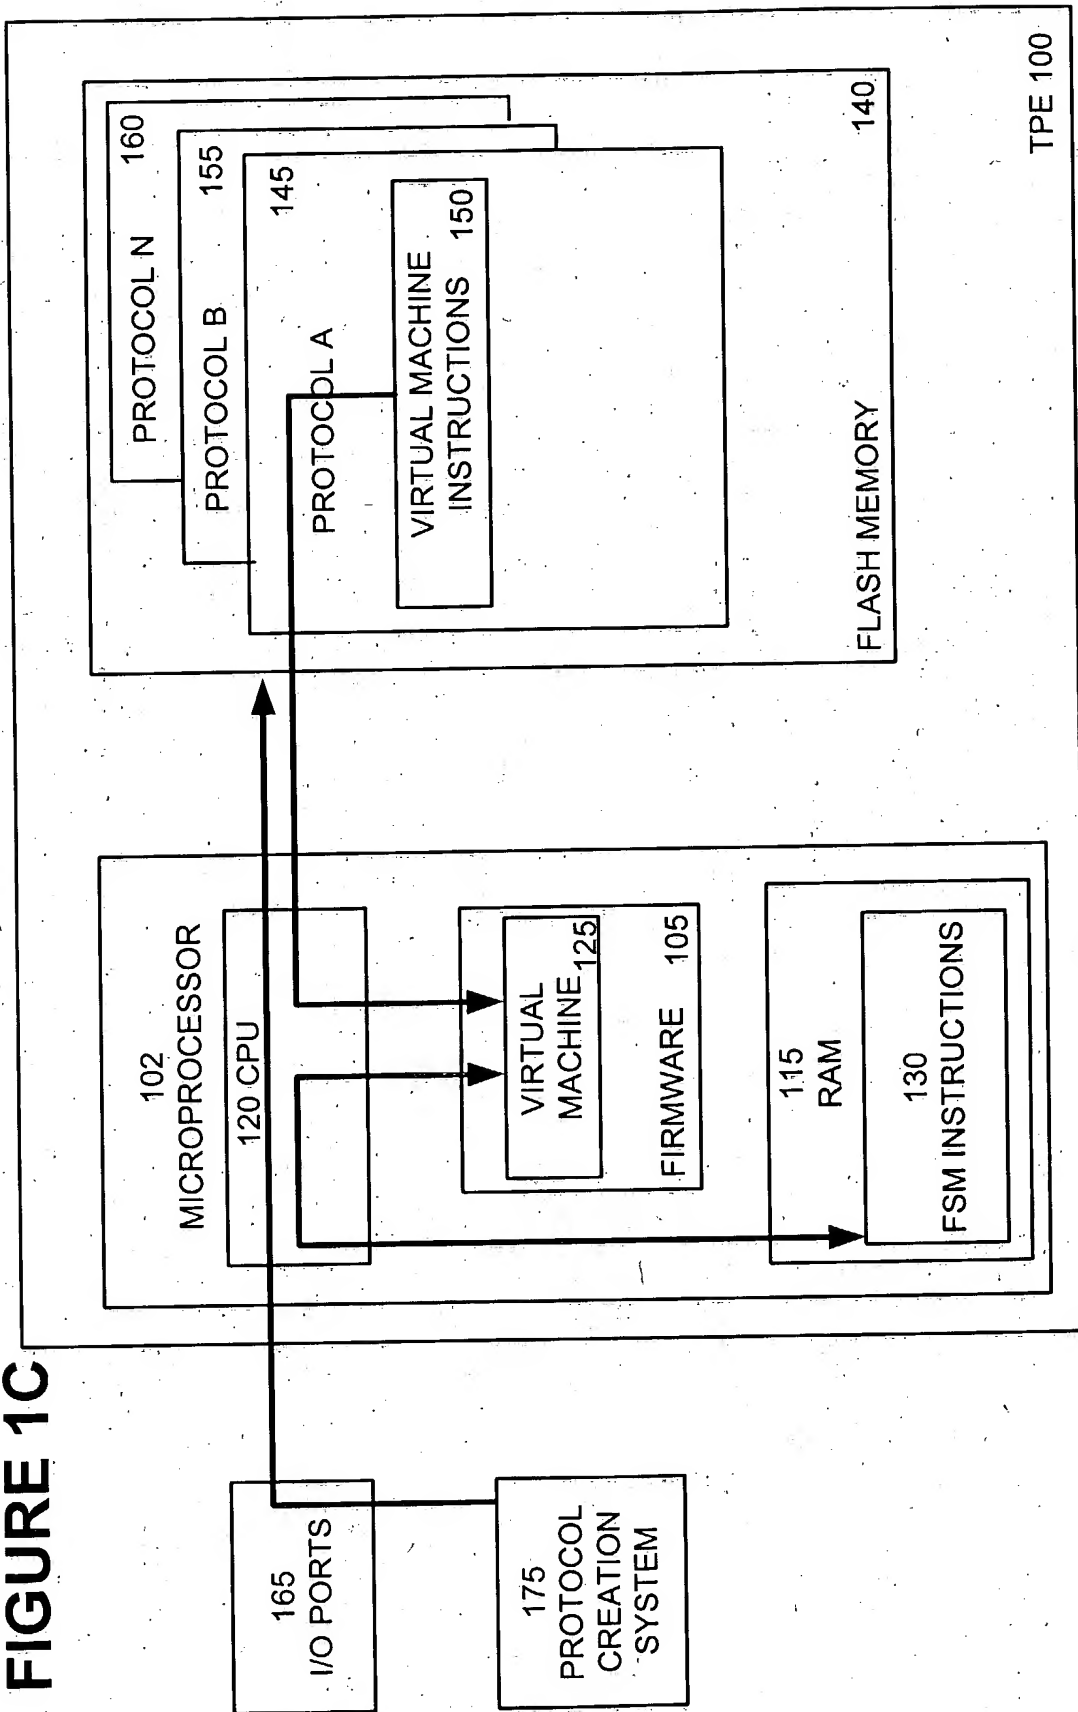 FIGURE 1C
165
I/O PORTS
175
PROTOCOL
CREATION
SYSTEM
102
MICROPROCESSOR
120 CPU
VIRTUAL
MACHINE 125
FIRMWARE 105
115
RAM
130
FSM INSTRUCTIONS
PROTOCOL N 160
PROTOCOL B 155
PROTOCOL A 145
VIRTUAL MACHINE
INSTRUCTIONS 150
FLASH MEMORY 140
TPE 100